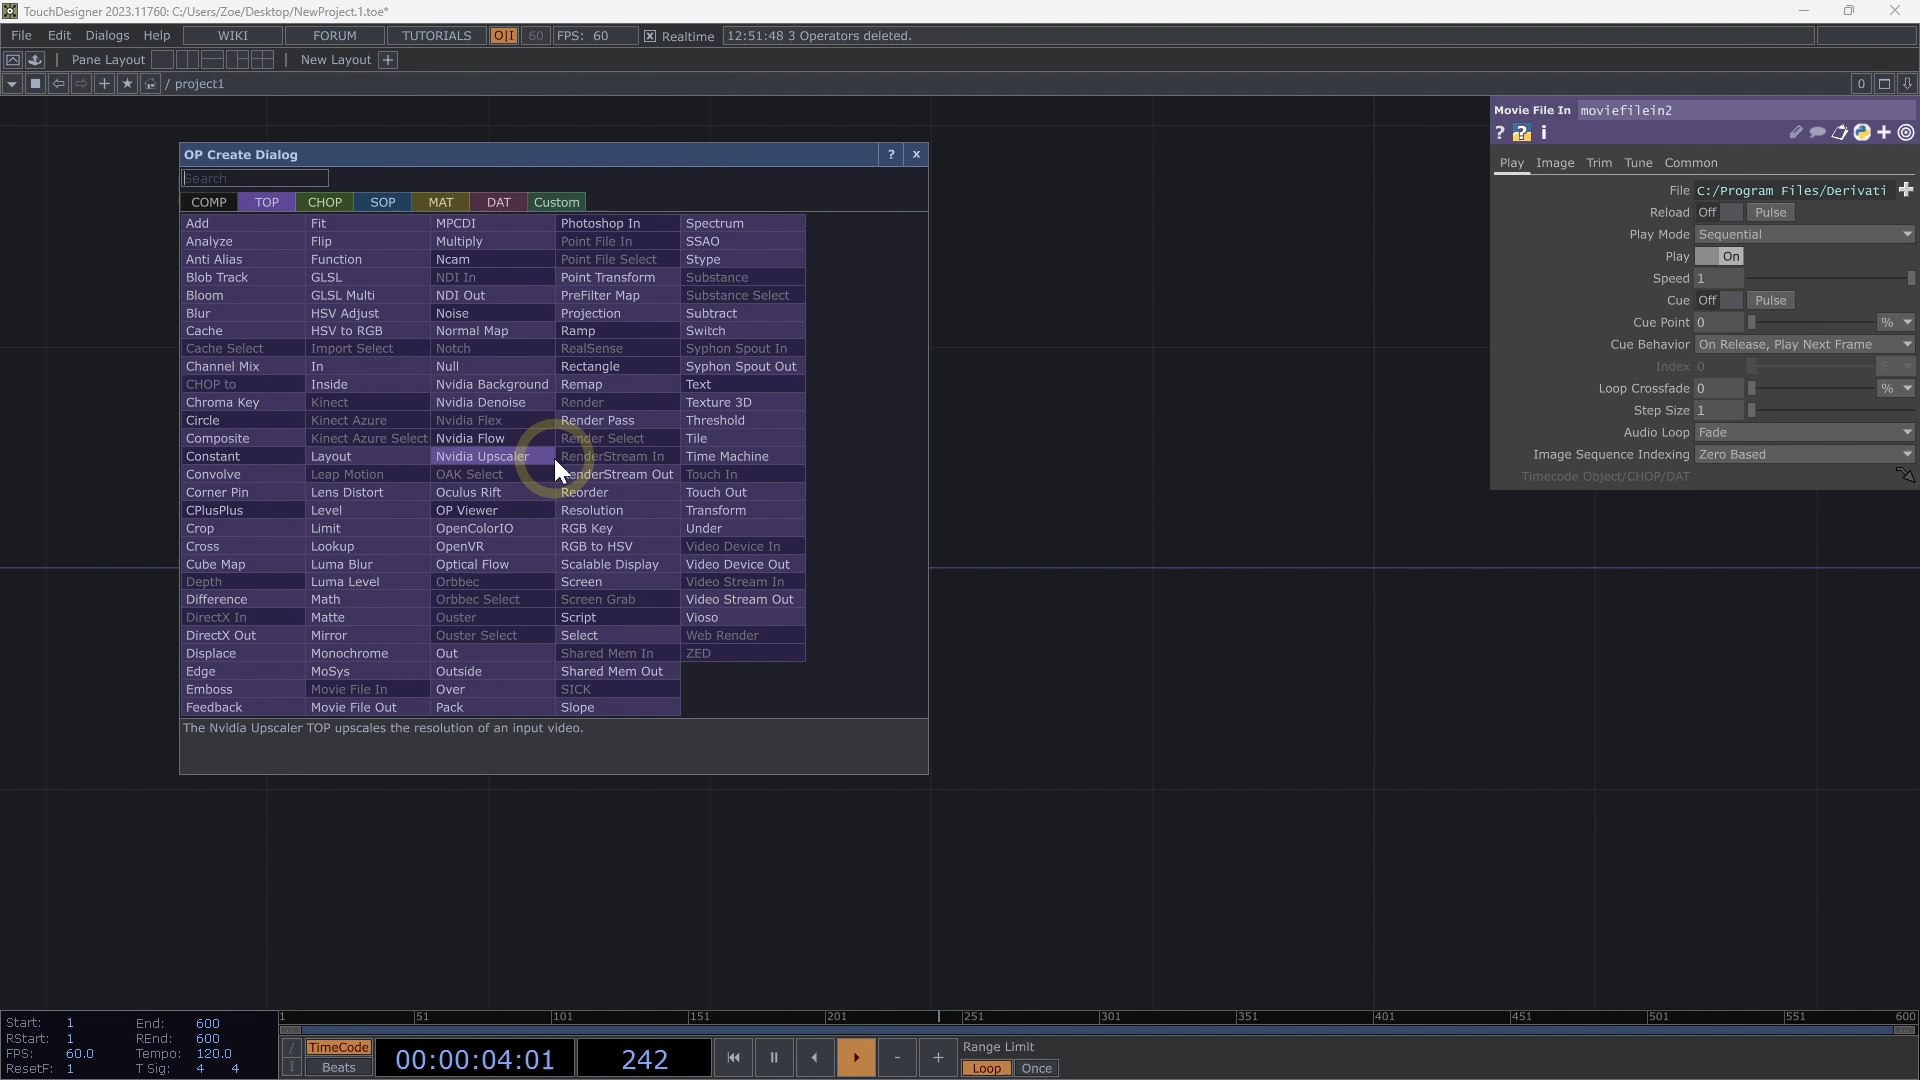 TouchDesigner 2023.11760: C:/Users/Zoe/Desktop/NewProject.1.toe*
File Edit Dialogs Help WIKI FORUM TUTORIALS O|I 60 FPS: 60 Realtime 12:51:48 3 Operators deleted.
Pane Layout New Layout +
/ project1 0
OP Create Dialog ? x
Search
COMP TOP CHOP SOP MAT DAT Custom
Add Fit MPCDI Photoshop In Spectrum
Analyze Flip Multiply Point File In SSAO
Anti Alias Function Ncam Point File Select Stype
Blob Track GLSL NDI In Point Transform Substance
Bloom GLSL Multi NDI Out PreFilter Map Substance Select
Blur HSV Adjust Noise Projection Subtract
Cache HSV to RGB Normal Map Ramp Switch
Cache Select Import Select Notch RealSense Syphon Spout In
Channel Mix In Null Rectangle Syphon Spout Out
CHOP to Inside Nvidia Background Remap Text
Chroma Key Kinect Nvidia Denoise Render Texture 3D
Circle Kinect Azure Nvidia Flex Render Pass Threshold
Composite Kinect Azure Select Nvidia Flow Render Select Tile
Constant Layout Nvidia Upscaler RenderStream In Time Machine
Convolve Leap Motion OAK Select RenderStream Out Touch In
Corner Pin Lens Distort Oculus Rift Reorder Touch Out
CPlusPlus Level OP Viewer Resolution Transform
Crop Limit OpenColorIO RGB Key Under
Cross Lookup OpenVR RGB to HSV Video Device In
Cube Map Luma Blur Optical Flow Scalable Display Video Device Out
Depth Luma Level Orbbec Screen Video Stream In
Difference Math Orbbec Select Screen Grab Video Stream Out
DirectX In Matte Ouster Script Vioso
DirectX Out Mirror Ouster Select Select Web Render
Displace Monochrome Out Shared Mem In ZED
Edge MoSys Outside Shared Mem Out
Emboss Movie File In Over SICK
Feedback Movie File Out Pack Slope
The Nvidia Upscaler TOP upscales the resolution of an input video.
Movie File In moviefilein2
? ? i
Play Image Trim Tune Common
File C:/Program Files/Derivati
Reload Off Pulse
Play Mode Sequential
Play On
Speed 1
Cue Off Pulse
Cue Point 0 %
Cue Behavior On Release, Play Next Frame
Index 0 F
Loop Crossfade 0 %
Step Size 1
Audio Loop Fade
Image Sequence Indexing Zero Based
Timecode Object/CHOP/DAT
1 51 101 151 201 251 301 351 401 451 501 551 600
Start: 1 End: 600
RStart: 1 REnd: 600
FPS: 60.0 Tempo: 120.0
ResetF: 1 T Sig: 4 4
/ TimeCode
I Beats
00:00:04:01 242 - +
Range Limit
Loop Once